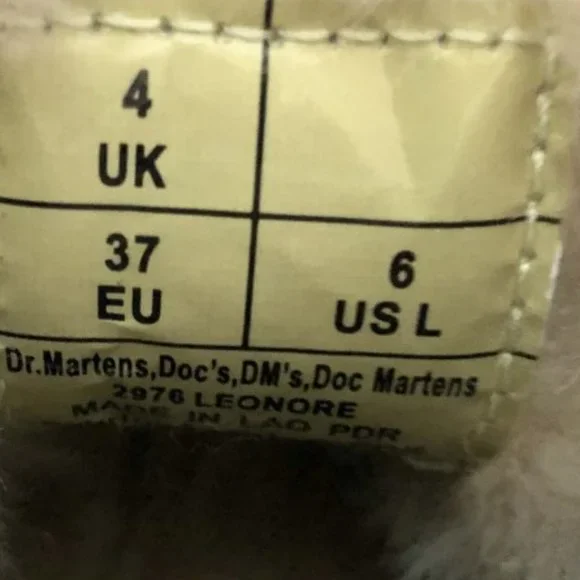 4
UK
37
EU
6
US L
Dr.Martens,Doc's,DM's,Doc Martens
2976 LEONORE
MADE IN LAO PDR